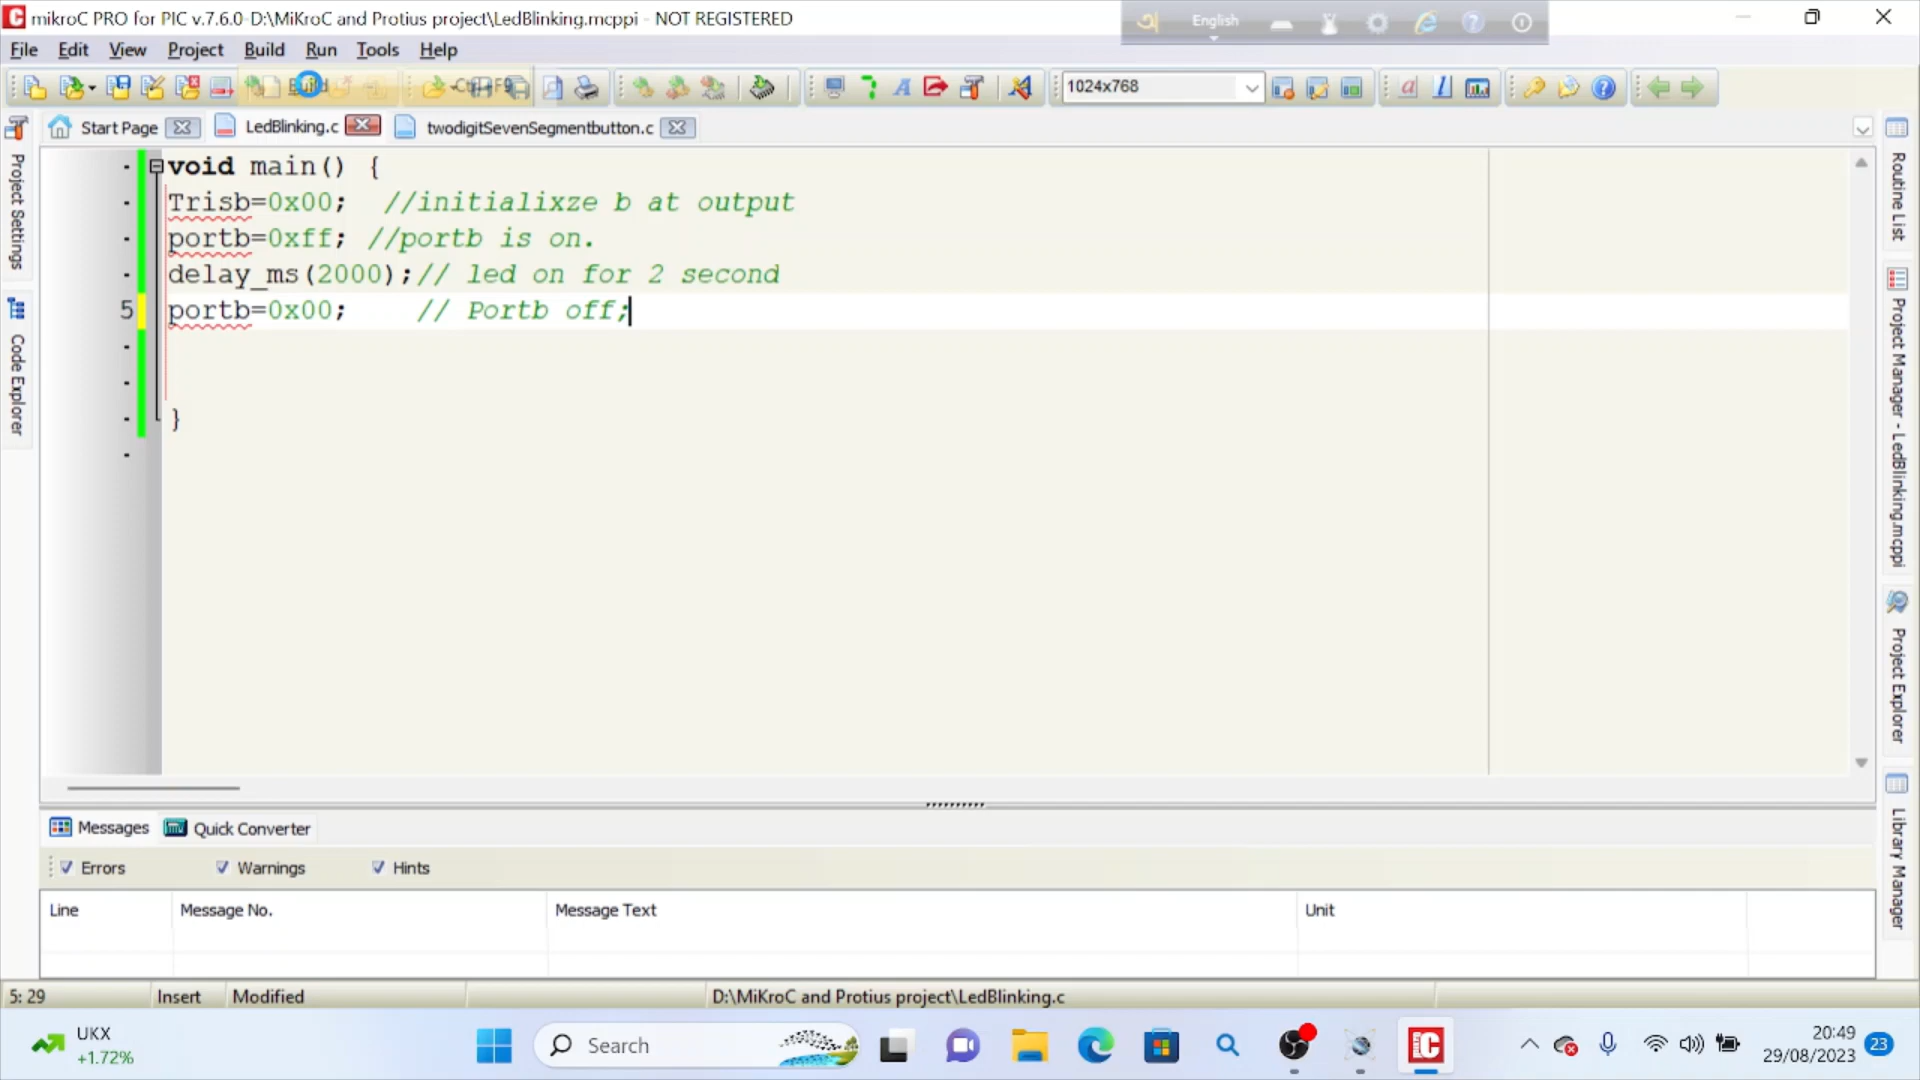 mikroC PRO for PIC v.7.6.0-D:\MiKroC and Protius project\LedBlinking.mcppi - NOT REGISTERED
English
File Edit View Project Build Run Tools Help
1024x768
Start Page LedBlinking.c twodigitSevenSegmentbutton.c
void main() {
Trisb=0x00; //initialixze b at output
portb=0xff; //portb is on.
delay_ms(2000);// led on for 2 second
5 portb=0x00; // Portb off;
}
Project Settings
Code Explorer
Routine List
Project Manager - LedBlinking.mcppi
Project Explorer
Library Manager
Messages Quick Converter
Errors Warnings Hints
Line Message No. Message Text Unit
5: 29 Insert Modified D:\MiKroC and Protius project\LedBlinking.c
UKX
+1.72%
Search
20:49
29/08/2023
23